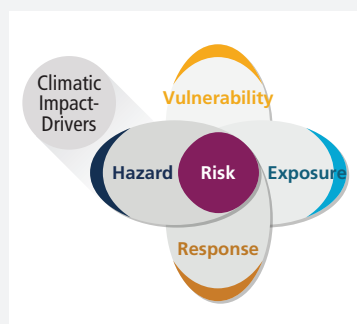 Climatic
Impact-
Drivers
Vulnerability
Hazard
Risk
Exposure
Response